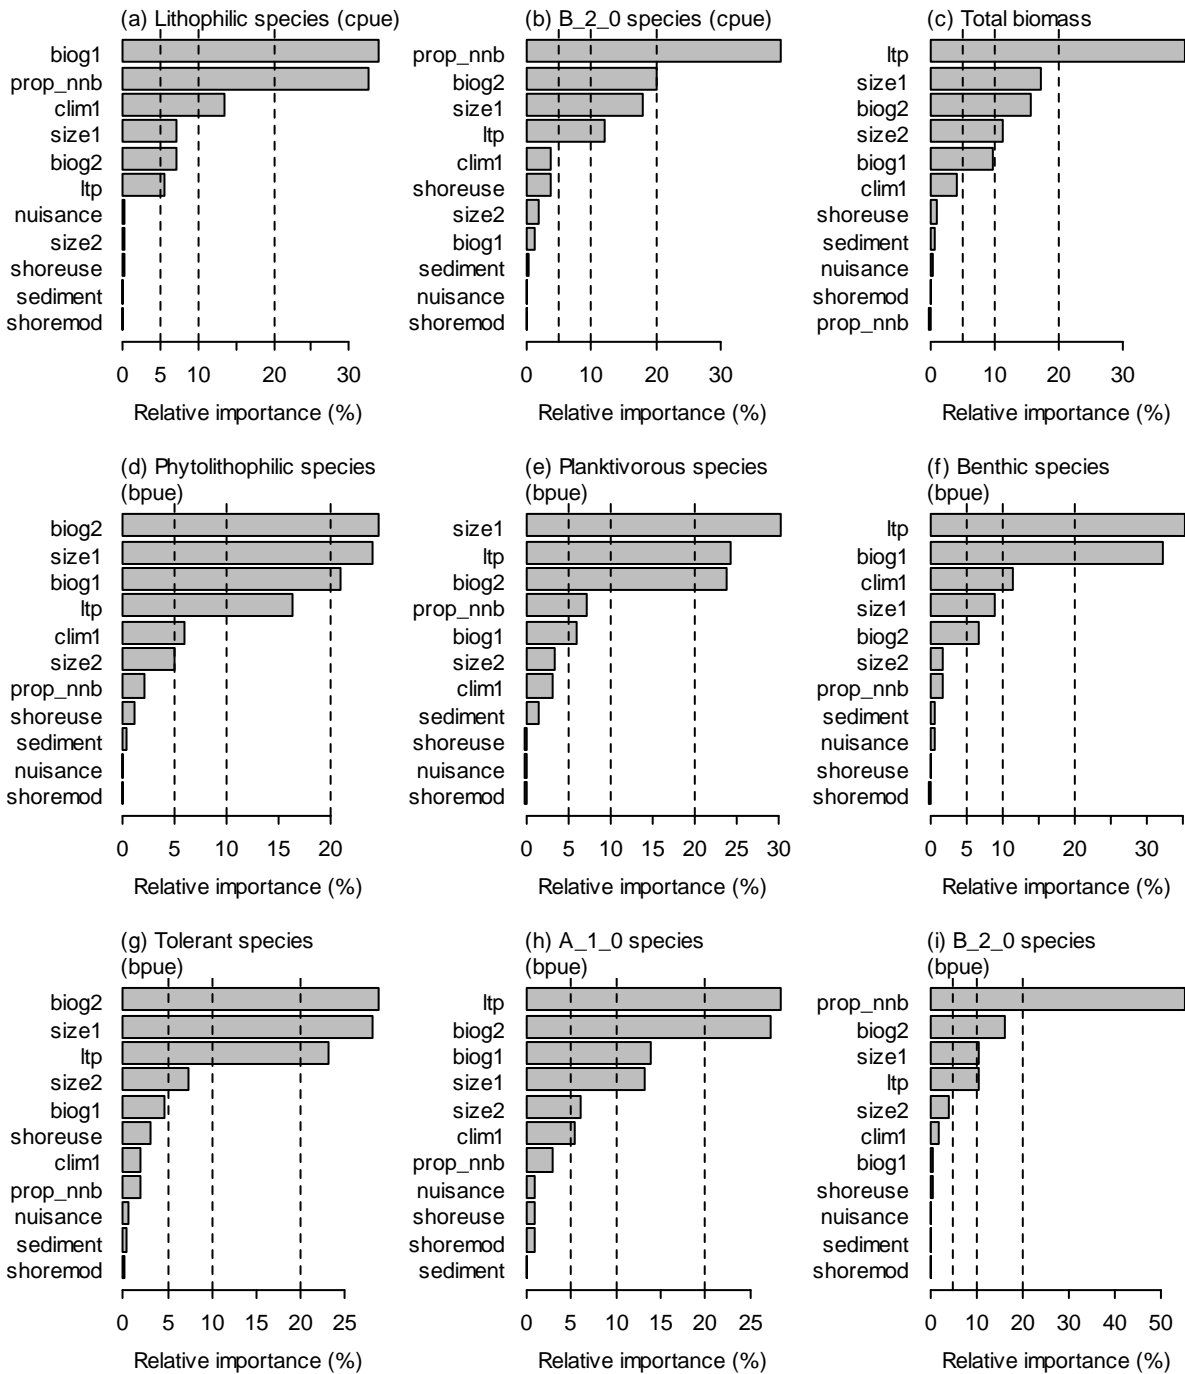 (a) Lithophilic species (cpue)
biog1
prop_nnb
clim1
size1
biog2
ltp
nuisance
size2
shoreuse
sediment
shoremod
0 5 10 20 30
Relative importance (%)
(b) B_2_0 species (cpue)
prop_nnb
biog2
size1
ltp
clim1
shoreuse
size2
biog1
sediment
nuisance
shoremod
0 5 10 20 30
Relative importance (%)
(c) Total biomass
ltp
size1
biog2
size2
biog1
clim1
shoreuse
sediment
nuisance
shoremod
prop_nnb
0 5 10 20 30
Relative importance (%)
(d) Phytolithophilic species
(bpue)
biog2
size1
biog1
ltp
clim1
size2
prop_nnb
shoreuse
sediment
nuisance
shoremod
0 5 10 15 20
Relative importance (%)
(e) Planktivorous species
(bpue)
size1
ltp
biog2
prop_nnb
biog1
size2
clim1
sediment
shoreuse
nuisance
shoremod
0 5 10 15 20 25 30
Relative importance (%)
(f) Benthic species
(bpue)
ltp
biog1
clim1
size1
biog2
size2
prop_nnb
sediment
nuisance
shoreuse
shoremod
0 5 10 20 30
Relative importance (%)
(g) Tolerant species
(bpue)
biog2
size1
ltp
size2
biog1
shoreuse
clim1
prop_nnb
nuisance
sediment
shoremod
0 5 10 15 20 25
Relative importance (%)
(h) A_1_0 species
(bpue)
ltp
biog2
biog1
size1
size2
clim1
prop_nnb
nuisance
shoreuse
shoremod
sediment
0 5 10 15 20 25
Relative importance (%)
(i) B_2_0 species
(bpue)
prop_nnb
biog2
size1
ltp
size2
clim1
biog1
shoreuse
nuisance
sediment
shoremod
0 5 10 20 30 40 50
Relative importance (%)